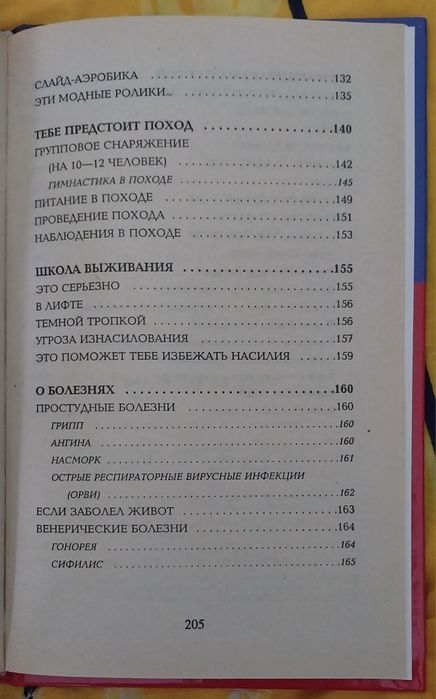 СЛАЙД-АЭРОБИКА ........................ 132
ЭТИ МОДНЫЕ РОЛИКИ... ........................ 135
ТЕБЕ ПРЕДСТОИТ ПОХОД ........................ 140
ГРУППОВОЕ СНАРЯЖЕНИЕ
(НА 10—12 ЧЕЛОВЕК) ........................ 142
ГИМНАСТИКА В ПОХОДЕ ........................ 145
ПИТАНИЕ В ПОХОДЕ ........................ 149
ПРОВЕДЕНИЕ ПОХОДА ........................ 151
НАБЛЮДЕНИЯ В ПОХОДЕ ........................ 153
ШКОЛА ВЫЖИВАНИЯ ........................ 155
ЭТО СЕРЬЕЗНО ........................ 155
В ЛИФТЕ ........................ 156
ТЕМНОЙ ТРОПКОЙ ........................ 156
УГРОЗА ИЗНАСИЛОВАНИЯ ........................ 157
ЭТО ПОМОЖЕТ ТЕБЕ ИЗБЕЖАТЬ НАСИЛИЯ ........................ 159
О БОЛЕЗНЯХ ........................ 160
ПРОСТУДНЫЕ БОЛЕЗНИ ........................ 160
ГРИПП ........................ 160
АНГИНА ........................ 160
НАСМОРК ........................ 161
ОСТРЫЕ РЕСПИРАТОРНЫЕ ВИРУСНЫЕ ИНФЕКЦИИ
(ОРВИ) ........................ 162
ЕСЛИ ЗАБОЛЕЛ ЖИВОТ ........................ 163
ВЕНЕРИЧЕСКИЕ БОЛЕЗНИ ........................ 164
ГОНОРЕЯ ........................ 164
СИФИЛИС ........................ 165
205